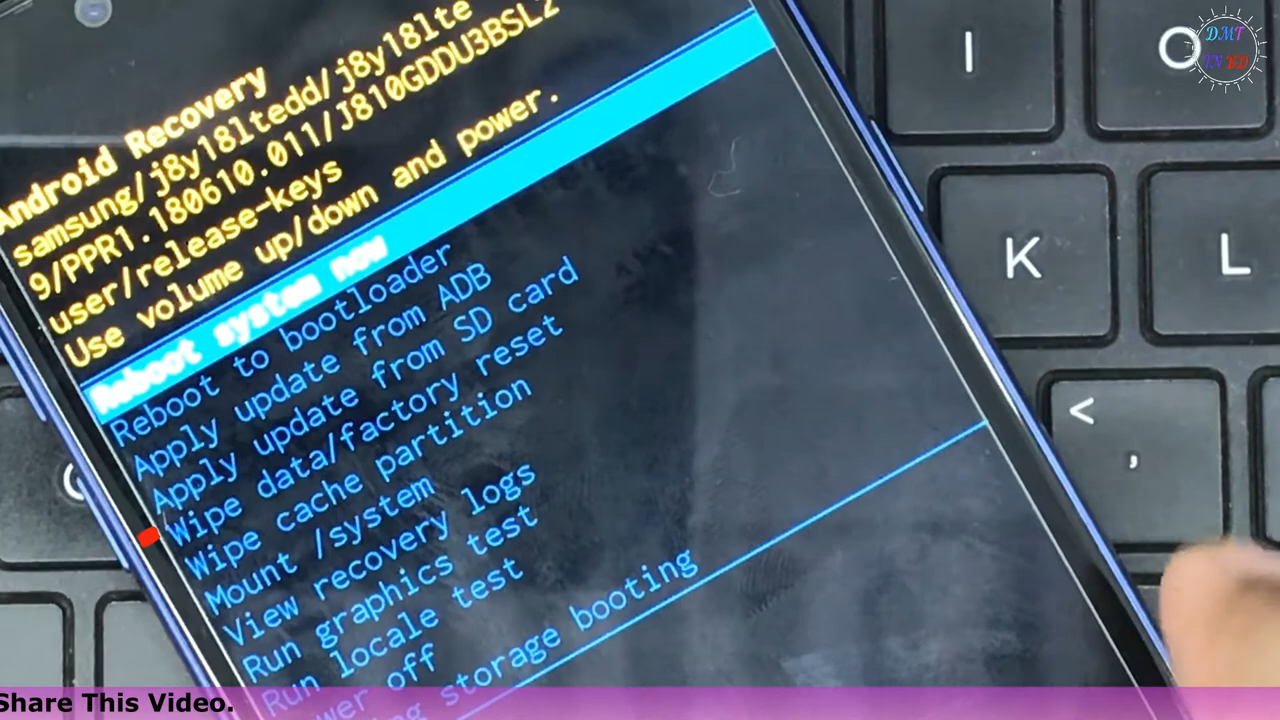 Android Recovery
samsung/j8y18ltedd/j8y18lte
9/PPR1.180610.011/J810GDDU3BSL2
user/release-keys
Use volume up/down and power.
Reboot system now
Reboot to bootloader
Apply update from ADB
Apply update from SD card
Wipe data/factory reset
Wipe cache partition
Mount /system
View recovery logs
Run graphics test
Run locale test
off
storage booting
I
O
K
L
<
,
DMT
IN BD
Share This Video.